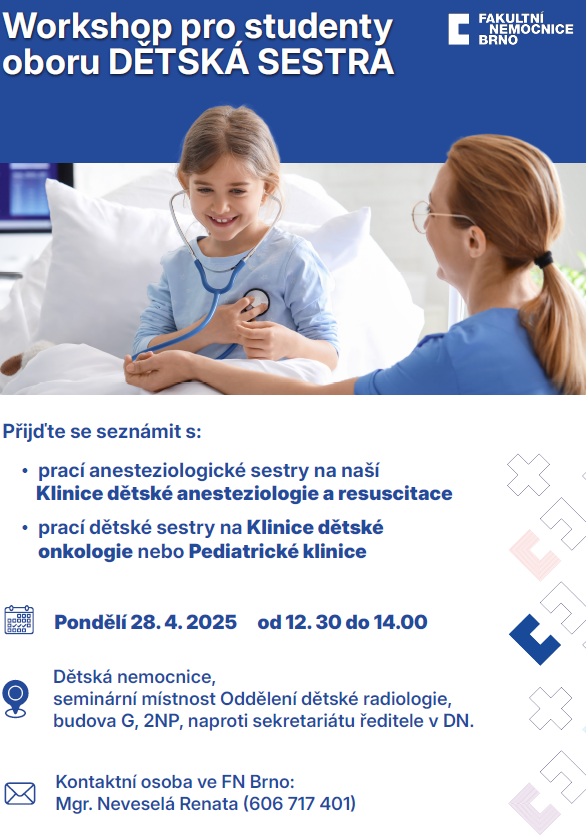 Workshop pro studenty
oboru DĚTSKÁ SESTRA
FAKULTNÍ
NEMOCNICE
BRNO
Přijďte se seznámit s:
• prací anesteziologické sestry na naší
Klinice dětské anesteziologie a resuscitace
• prací dětské sestry na Klinice dětské
onkologie nebo Pediatrické klinice
Pondělí 28. 4. 2025 od 12. 30 do 14.00
Dětská nemocnice,
seminární místnost Oddělení dětské radiologie,
budova G, 2NP, naproti sekretariátu ředitele v DN.
Kontaktní osoba ve FN Brno:
Mgr. Neveselá Renata (606 717 401)